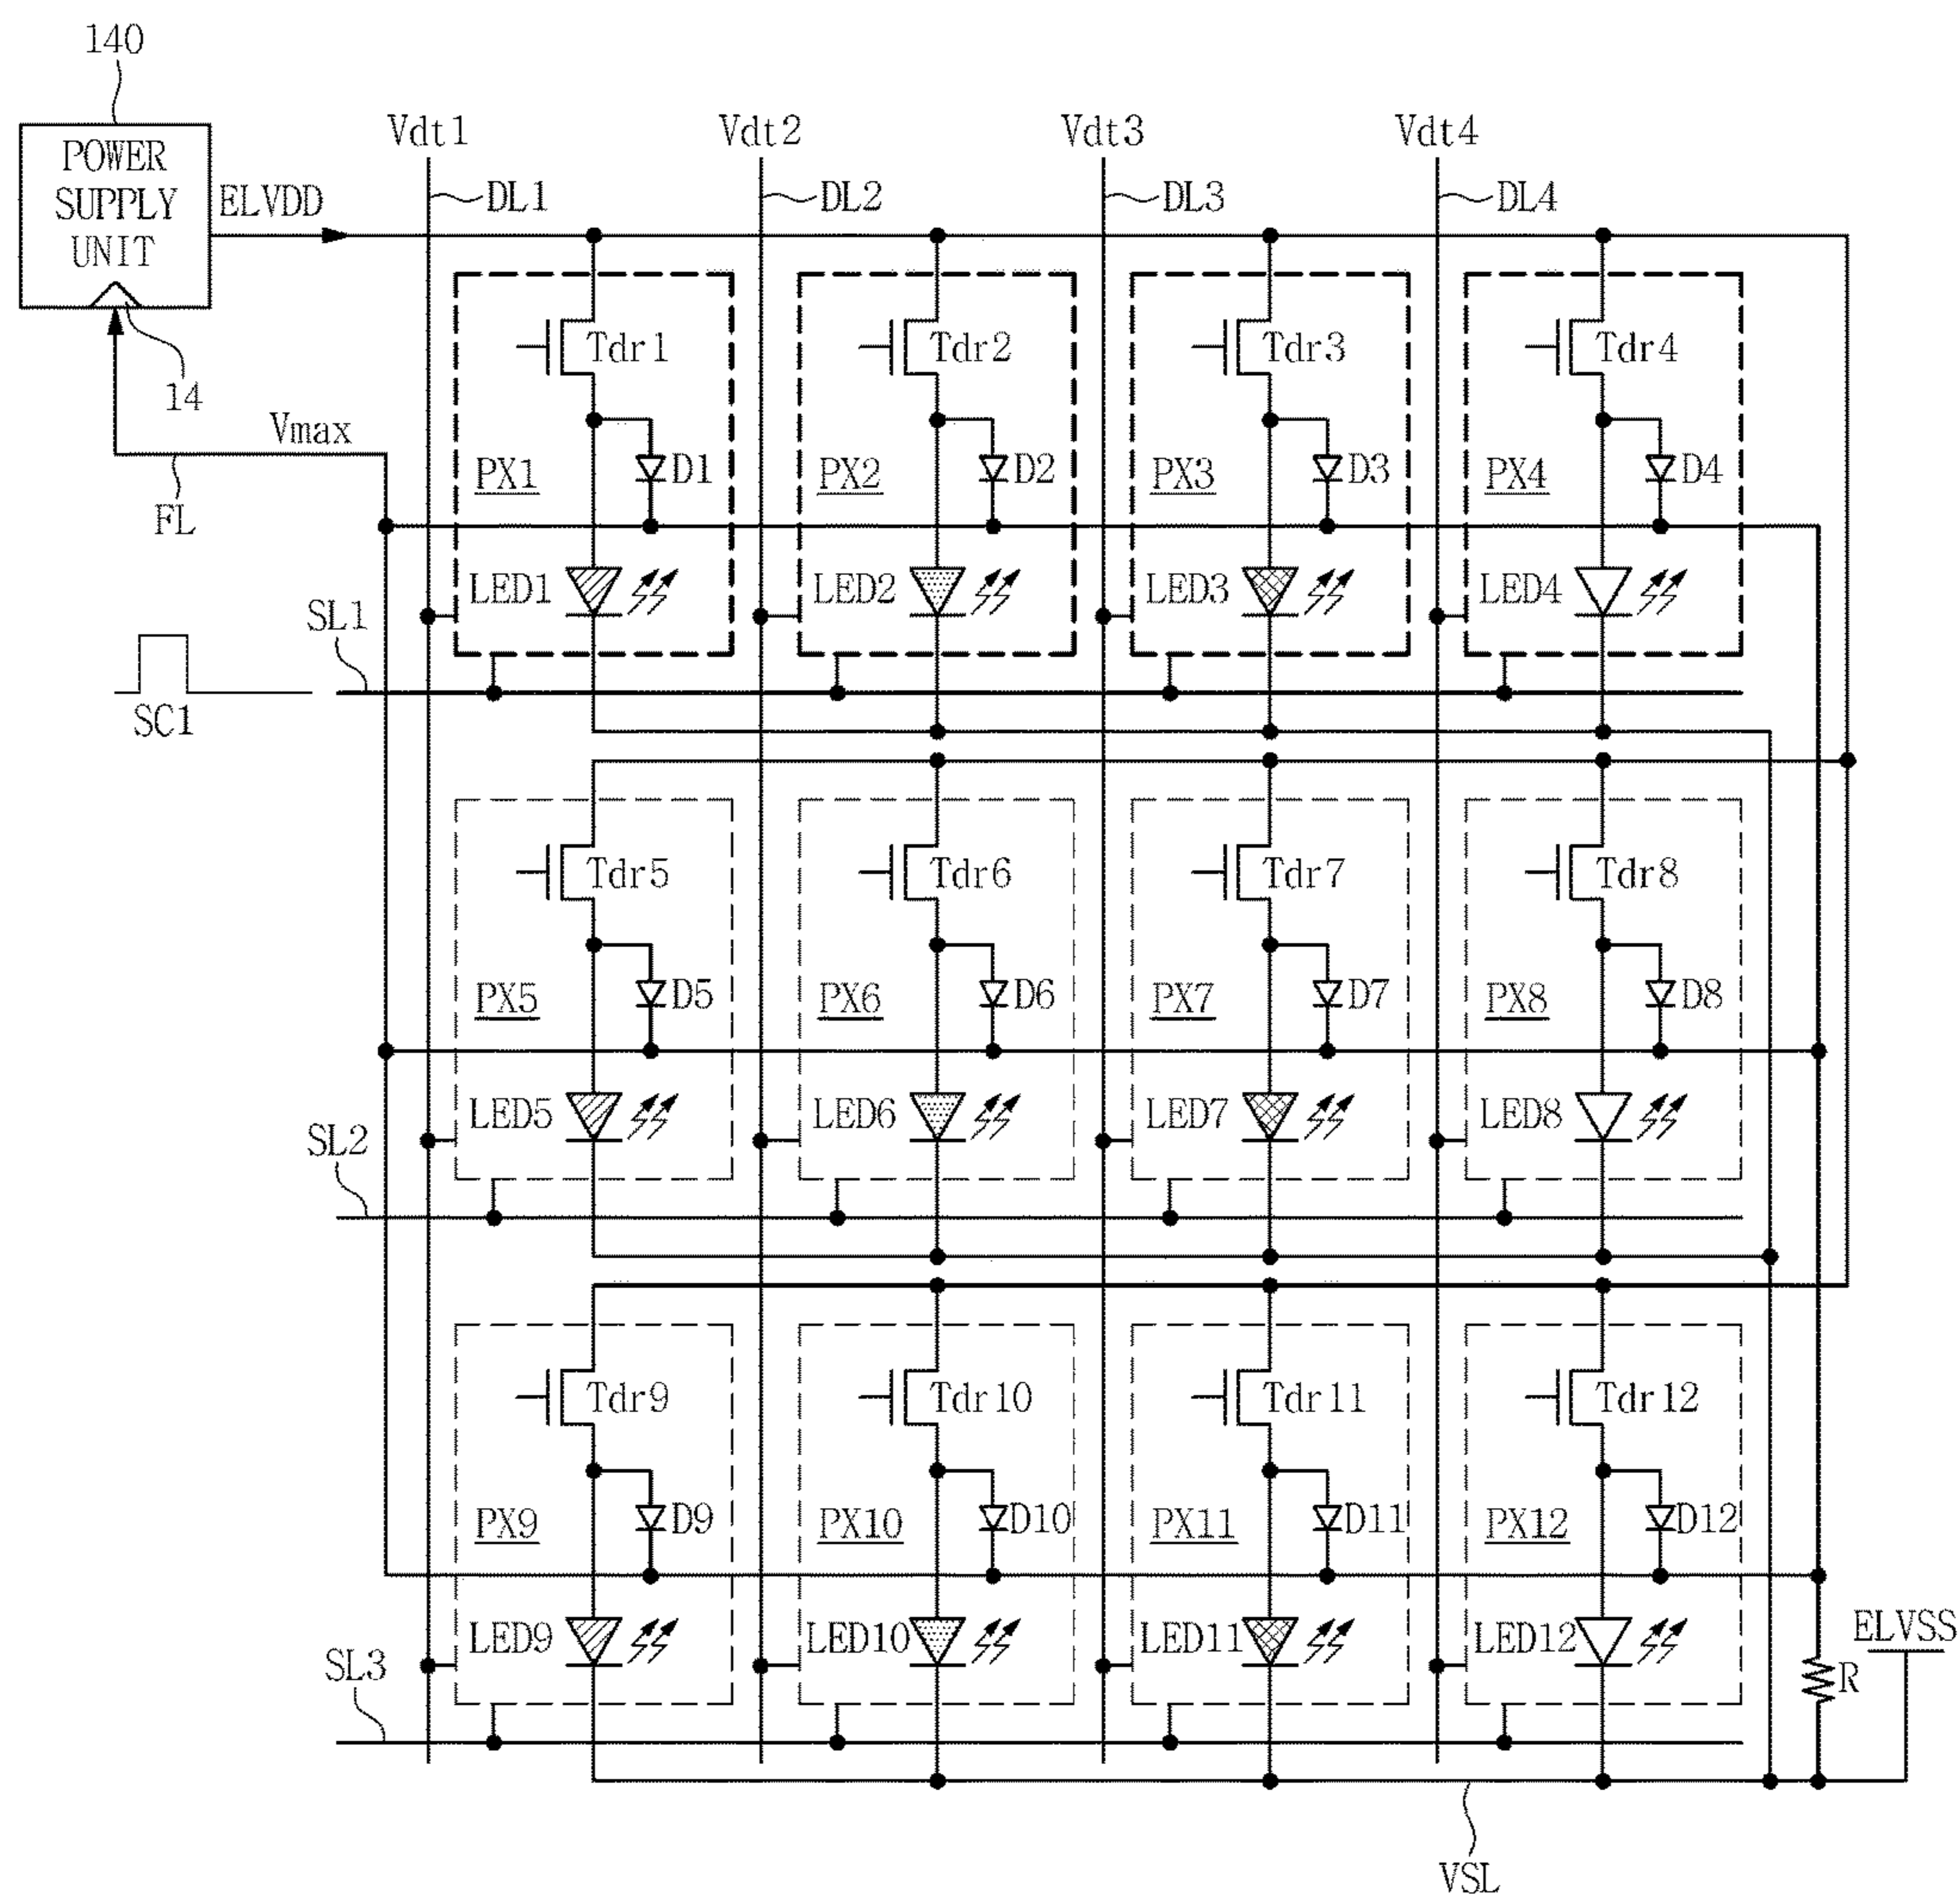 140
POWER
SUPPLY
UNIT
ELVDD
14
Vmax
FL
Vdt1 Vdt2 Vdt3 Vdt4
DL1 DL2 DL3 DL4
Tdr1 Tdr2 Tdr3 Tdr4
PX1 D1 PX2 D2 PX3 D3 PX4 D4
LED1 LED2 LED3 LED4
SL1
SC1
Tdr5 Tdr6 Tdr7 Tdr8
PX5 D5 PX6 D6 PX7 D7 PX8 D8
LED5 LED6 LED7 LED8
SL2
Tdr9 Tdr10 Tdr11 Tdr12
PX9 D9 PX10 D10 PX11 D11 PX12 D12
LED9 LED10 LED11 LED12
SL3
ELVSS
R
VSL